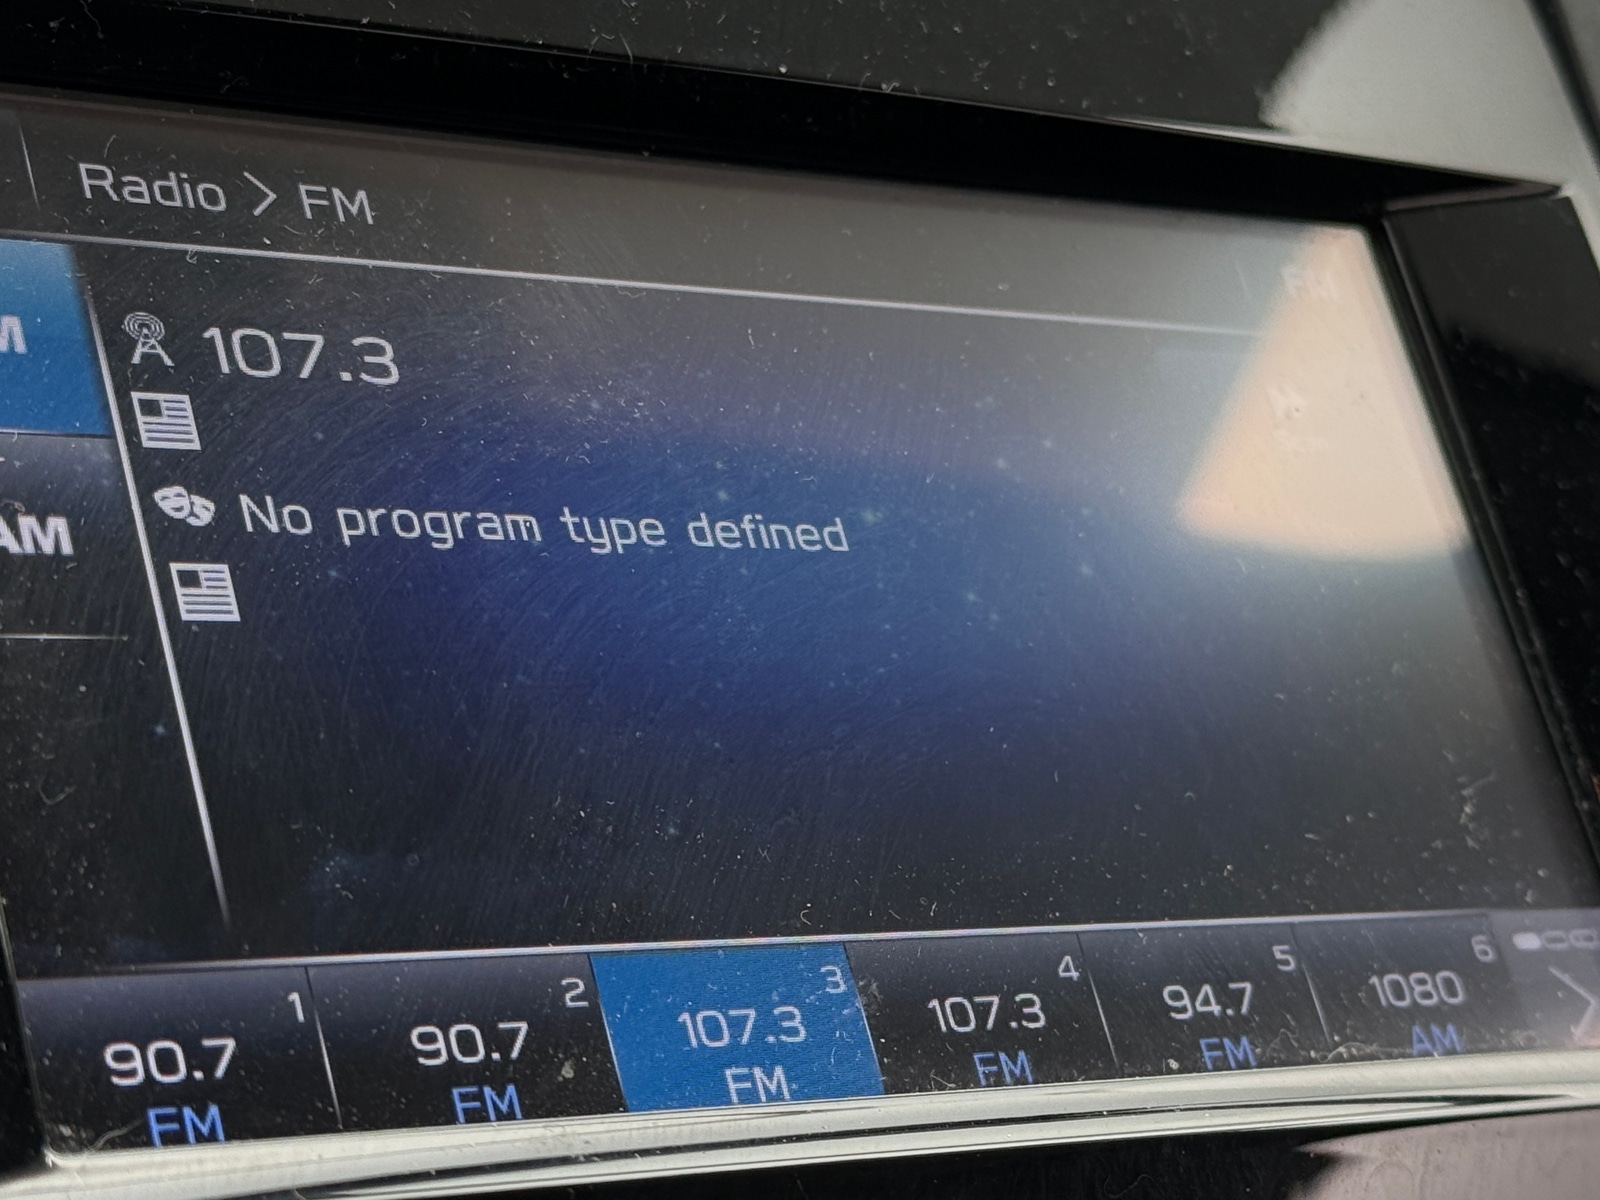 Radio > FM
FM
107.3
No program type defined
AM
1
90.7
FM
2
90.7
FM
3
107.3
FM
4
107.3
FM
5
94.7
FM
6
1080
AM